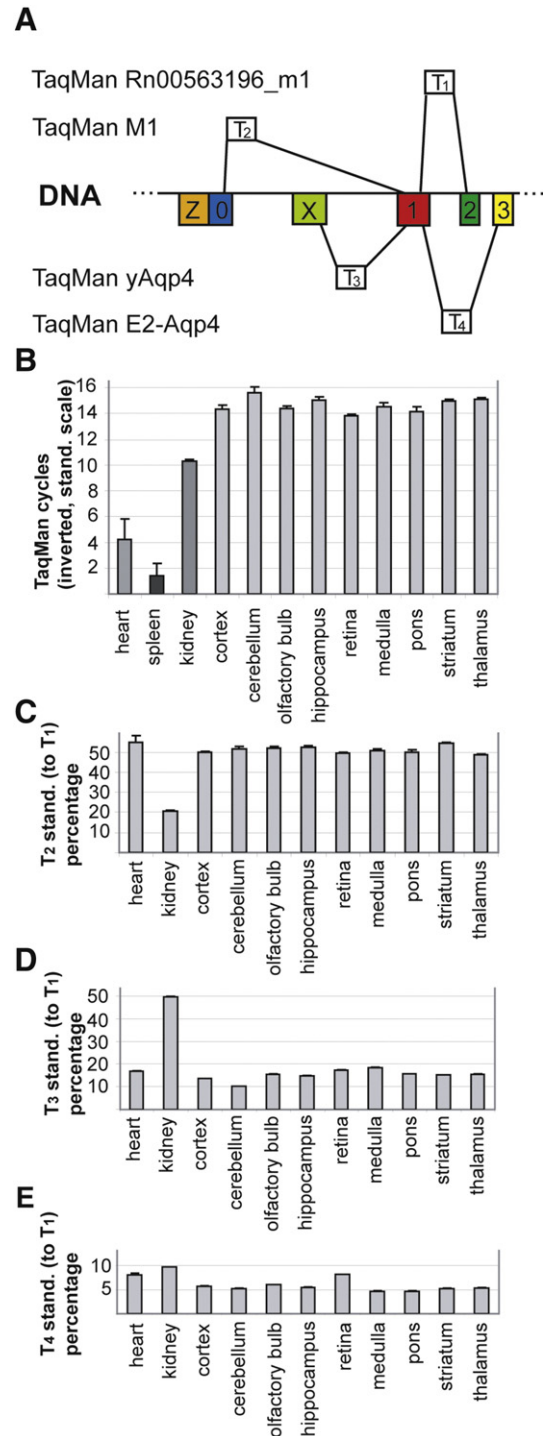 A
TaqMan Rn00563196_m1
T1
TaqMan M1
T2
DNA
Z 0 X 1 2 3
TaqMan yAqp4
T3
TaqMan E2-Aqp4
T4
B
TaqMan cycles
(inverted, stand. scale)
16
14
12
10
8
6
4
2
heart
spleen
kidney
cortex
cerebellum
olfactory bulb
hippocampus
retina
medulla
pons
striatum
thalamus
C
T2 stand. (to T1)
percentage
50
40
30
20
10
heart
kidney
cortex
cerebellum
olfactory bulb
hippocampus
retina
medulla
pons
striatum
thalamus
D
T3 stand. (to T1)
percentage
50
40
30
20
10
heart
kidney
cortex
cerebellum
olfactory bulb
hippocampus
retina
medulla
pons
striatum
thalamus
E
T4 stand. (to T1)
percentage
10
5
heart
kidney
cortex
cerebellum
olfactory bulb
hippocampus
retina
medulla
pons
striatum
thalamus